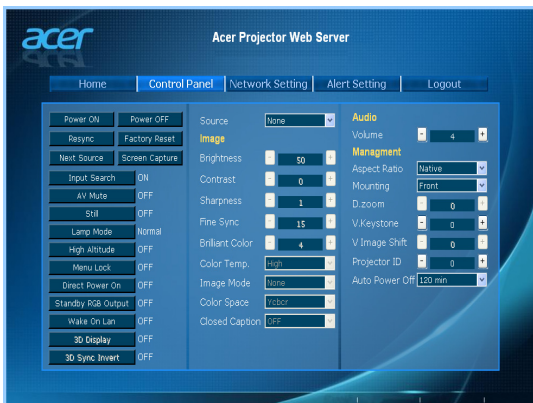 acer
Acer Projector Web Server
Home
Control Panel
Network Setting
Alert Setting
Logout
Power ON
Power OFF
Resync
Factory Reset
Next Source
Screen Capture
Input Search ON
AV Mute OFF
Still OFF
Lamp Mode Normal
High Altitude OFF
Menu Lock OFF
Direct Power On OFF
Standby RGB Output OFF
Wake On Lan OFF
3D Display OFF
3D Sync Invert OFF
Source None
Image
Brightness - 50 +
Contrast - 0 +
Sharpness - 1 +
Fine Sync - 15 +
Brilliant Color - 4 +
Color Temp. High
Image Mode None
Color Space Ycbcr
Closed Caption OFF
Audio
Volume - 4 +
Managment
Aspect Ratio Native
Mounting Front
D.zoom - 0 +
V.Keystone - 0 +
V Image Shift - 0 +
Projector ID - 0 +
Auto Power Off 120 min